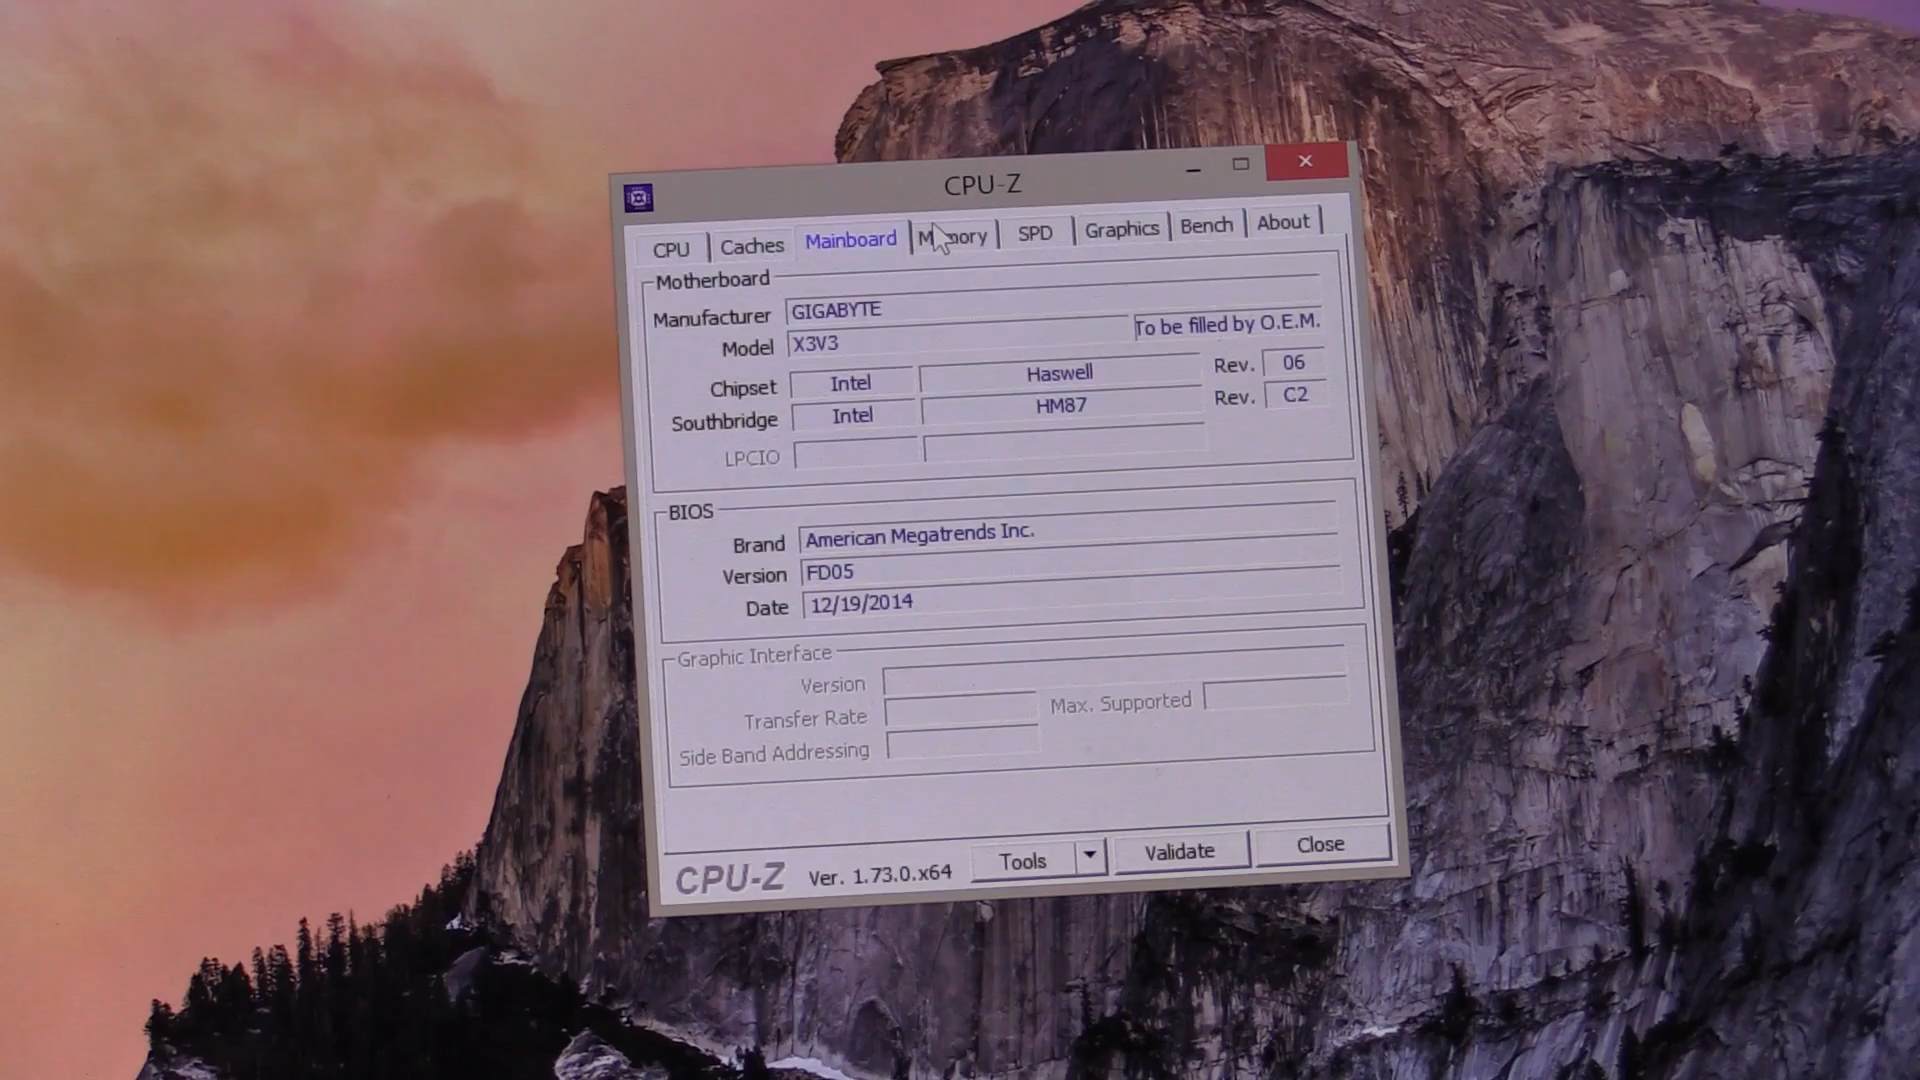 CPU-Z
CPU Caches Mainboard Memory SPD Graphics Bench About
Motherboard
Manufacturer GIGABYTE
Model X3V3 To be filled by O.E.M.
Chipset Intel Haswell Rev. 06
Southbridge Intel HM87 Rev. C2
LPCIO
BIOS
Brand American Megatrends Inc.
Version FD05
Date 12/19/2014
Graphic Interface
Version
Transfer Rate Max. Supported
Side Band Addressing
CPU-Z Ver. 1.73.0.x64 Tools Validate Close